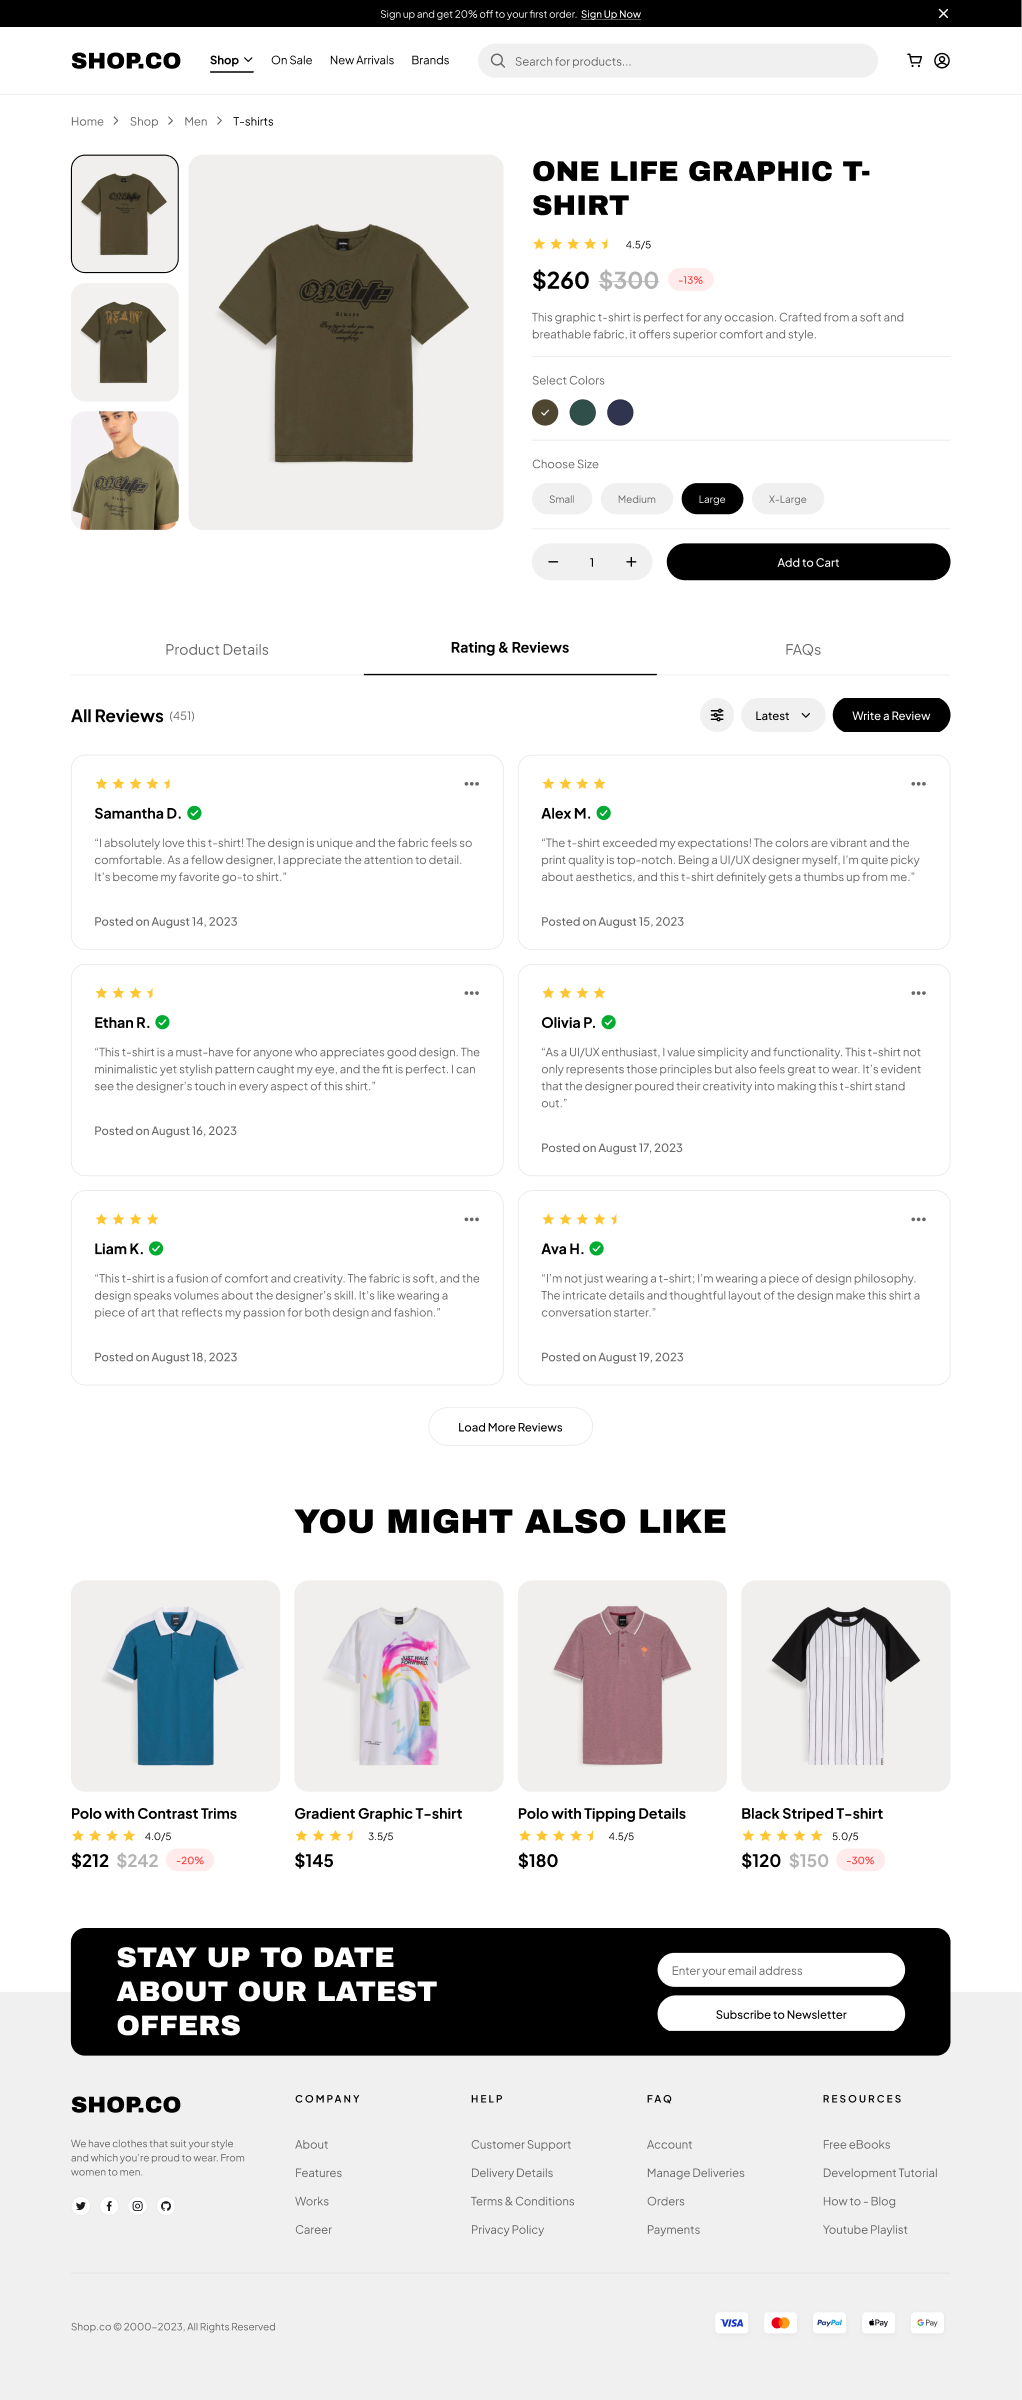 Sign up and get 20% off to your first order. Sign Up Now
SHOP.CO
Shop
On Sale
New Arrivals
Brands
Search for products...
Home
Shop
Men
T-shirts
ONE LIFE GRAPHIC T-
SHIRT
4.5/5
$260 $300 -13%
This graphic t-shirt is perfect for any occasion. Crafted from a soft and
breathable fabric, it offers superior comfort and style.
Select Colors
Choose Size
Small
Medium
Large
X-Large
1
Add to Cart
ONE life
Product Details
Rating & Reviews
FAQs
All Reviews (451)
Latest
Write a Review
Samantha D.
“I absolutely love this t-shirt! The design is unique and the fabric feels so
comfortable. As a fellow designer, I appreciate the attention to detail.
It's become my favorite go-to shirt.”
Posted on August 14, 2023
Alex M.
“The t-shirt exceeded my expectations! The colors are vibrant and the
print quality is top-notch. Being a UI/UX designer myself, I'm quite picky
about aesthetics, and this t-shirt definitely gets a thumbs up from me.”
Posted on August 15, 2023
Ethan R.
“This t-shirt is a must-have for anyone who appreciates good design. The
minimalistic yet stylish pattern caught my eye, and the fit is perfect. I can
see the designer's touch in every aspect of this shirt.”
Posted on August 16, 2023
Olivia P.
“As a UI/UX enthusiast, I value simplicity and functionality. This t-shirt not
only represents those principles but also feels great to wear. It's evident
that the designer poured their creativity into making this t-shirt stand
out.”
Posted on August 17, 2023
Liam K.
“This t-shirt is a fusion of comfort and creativity. The fabric is soft, and the
design speaks volumes about the designer's skill. It's like wearing a
piece of art that reflects my passion for both design and fashion.”
Posted on August 18, 2023
Ava H.
“I'm not just wearing a t-shirt; I'm wearing a piece of design philosophy.
The intricate details and thoughtful layout of the design make this shirt a
conversation starter.”
Posted on August 19, 2023
Load More Reviews
YOU MIGHT ALSO LIKE
JUST WALK
FORWARD.
Polo with Contrast Trims
4.0/5
$212 $242 -20%
Gradient Graphic T-shirt
3.5/5
$145
Polo with Tipping Details
4.5/5
$180
Black Striped T-shirt
5.0/5
$120 $150 -30%
STAY UP TO DATE
ABOUT OUR LATEST
OFFERS
Enter your email address
Subscribe to Newsletter
SHOP.CO
We have clothes that suit your style
and which you're proud to wear. From
women to men.
COMPANY
About
Features
Works
Career
HELP
Customer Support
Delivery Details
Terms & Conditions
Privacy Policy
FAQ
Account
Manage Deliveries
Orders
Payments
RESOURCES
Free eBooks
Development Tutorial
How to - Blog
Youtube Playlist
Shop.co © 2000-2023, All Rights Reserved
VISA
PayPal
Pay
G Pay